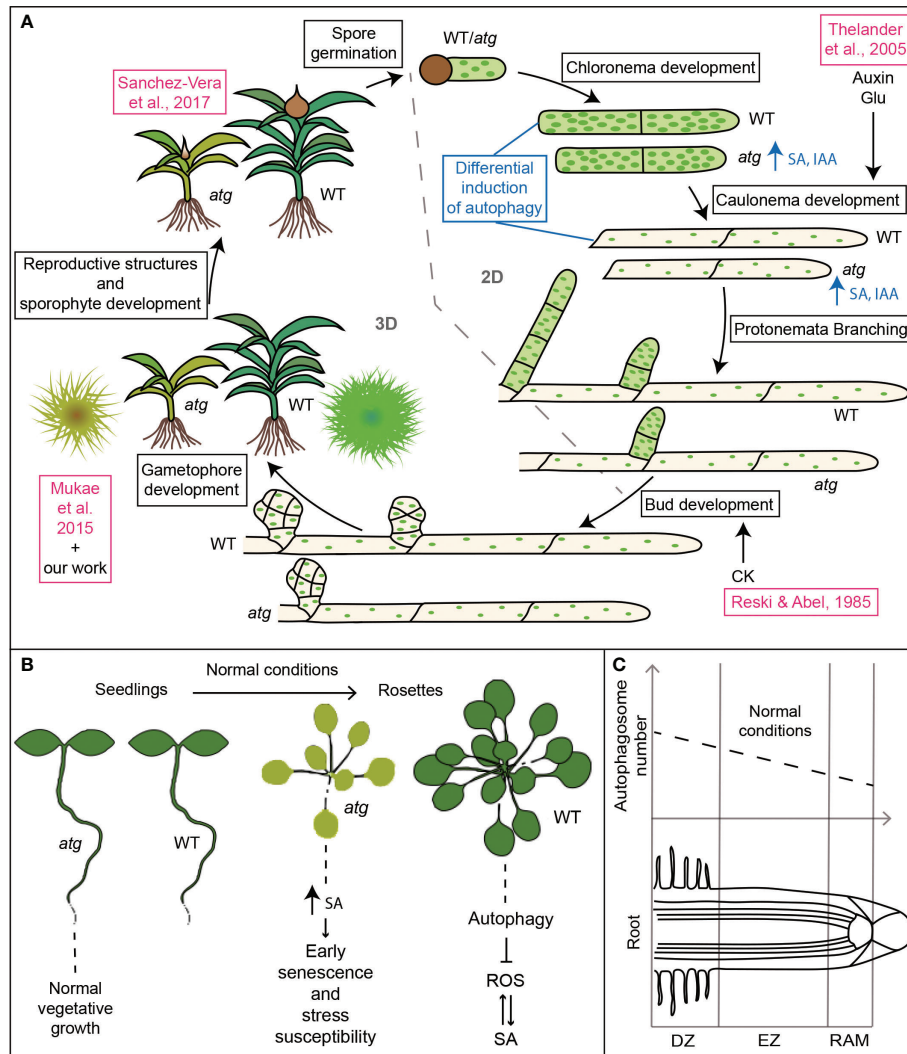 A
Spore
germination
WT/atg
Chloronema development
Thelander
et al., 2005
Auxin
Glu
Sanchez-Vera
et al., 2017
atg
WT
WT
atg
SA, IAA
Differential
induction
of autophagy
Caulonema development
WT
atg
SA, IAA
2D
3D
Reproductive structures
and
sporophyte development
Protonemata Branching
WT
atg
atg
WT
Gametophore
development
Mukae
et al.
2015
+
our work
Bud development
CK
Reski & Abel, 1985
WT
atg
B
Normal conditions
Seedlings
Rosettes
atg
WT
atg
WT
Normal
vegetative
growth
SA
Early
senescence
and
stress
susceptibility
Autophagy
ROS
SA
C
Autophagosome
number
Normal
conditions
Root
DZ
EZ
RAM